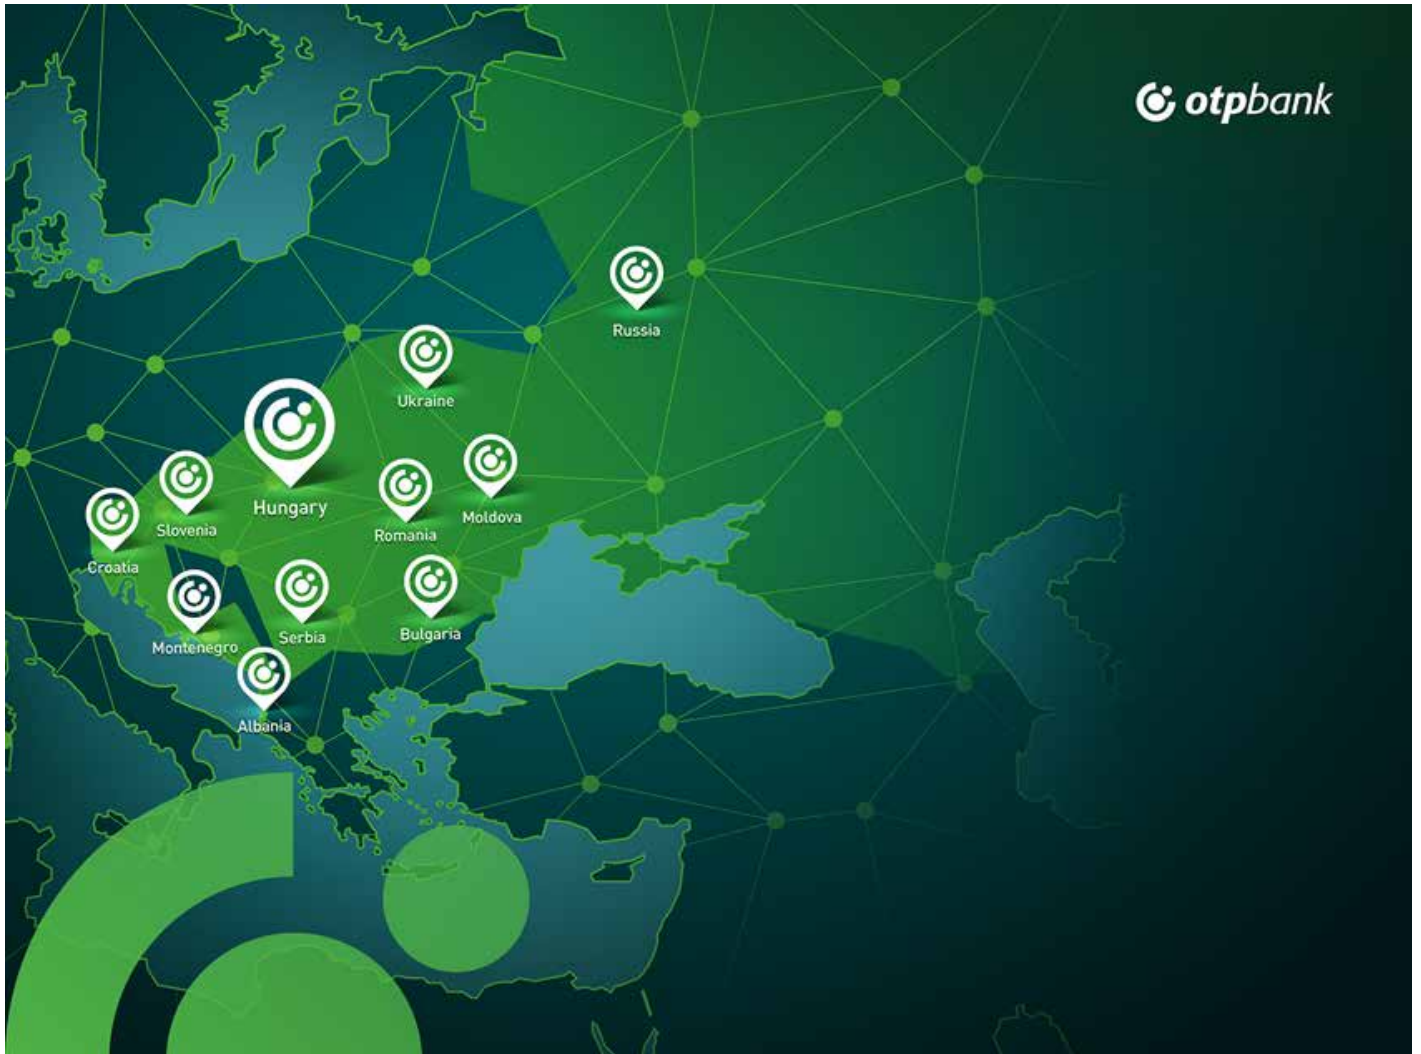 otpbank
Russia
Ukraine
Hungary
Slovenia
Romania
Moldova
Croatia
Montenegro
Serbia
Bulgaria
Albania